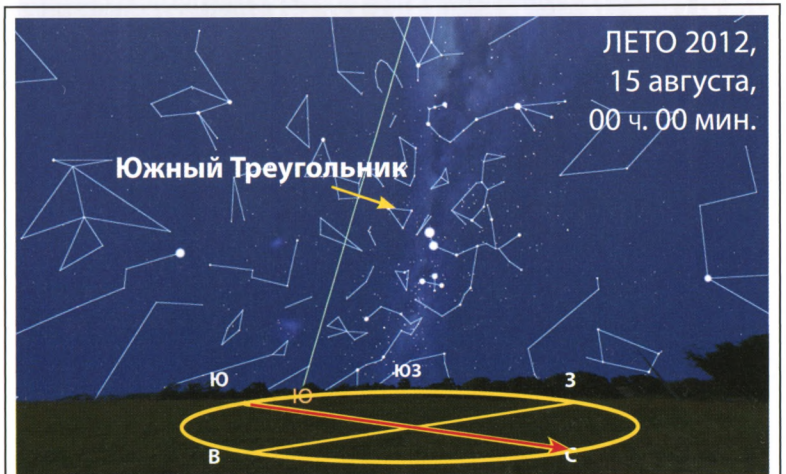 ЛЕТО 2012,
15 августа,
00 ч. 00 мин.
Южный Треугольник
Ю
ЮЗ
З
Ю
В
С